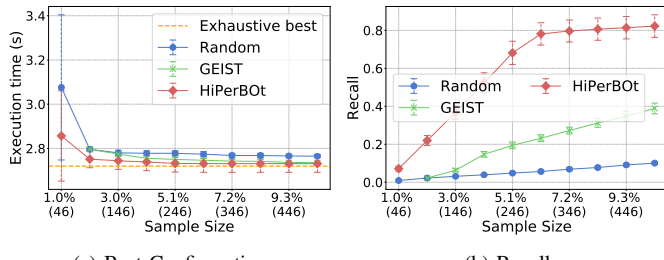 Execution time (s)
3.4
3.2
3.0
2.8
Exhaustive best
Random
GEIST
HiPerBOt
1.0% 3.0% 5.1% 7.2% 9.3%
(46) (146) (246) (346) (446)
Sample Size
Recall
0.8
0.6
0.4
0.2
0.0
Random HiPerBOt
GEIST
1.0% 3.0% 5.1% 7.2% 9.3%
(46) (146) (246) (346) (446)
Sample Size